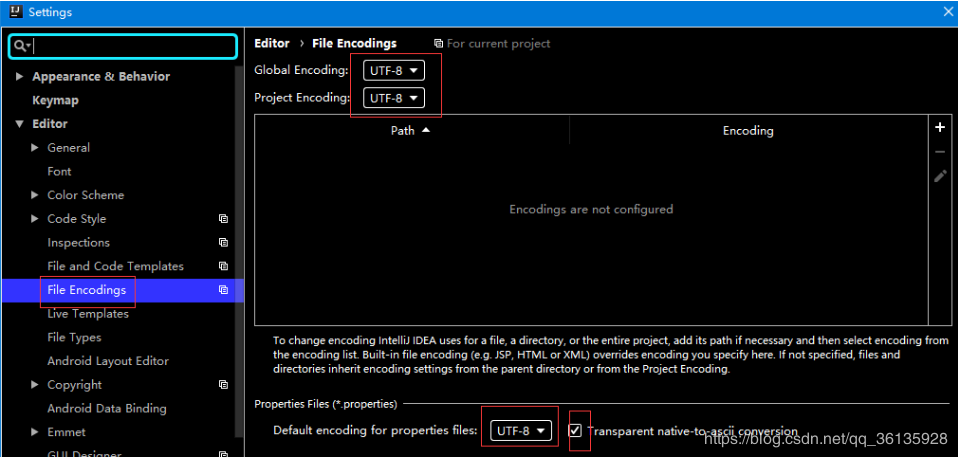 Settings
Editor › File Encodings For current project
Global Encoding: UTF-8
Project Encoding: UTF-8
Path Encoding
Encodings are not configured
Appearance & Behavior
Keymap
Editor
General
Font
Color Scheme
Code Style
Inspections
File and Code Templates
File Encodings
Live Templates
File Types
Android Layout Editor
Copyright
Android Data Binding
Emmet
GUI Designer
To change encoding IntelliJ IDEA uses for a file, a directory, or the entire project, add its path if necessary and then select encoding from
the encoding list. Built-in file encoding (e.g. JSP, HTML or XML) overrides encoding you specify here. If not specified, files and
directories inherit encoding settings from the parent directory or from the Project Encoding.
Properties Files (*.properties)
Default encoding for properties files: UTF-8 Transparent native-to-ascii conversion
https://blog.csdn.net/qq_36135928